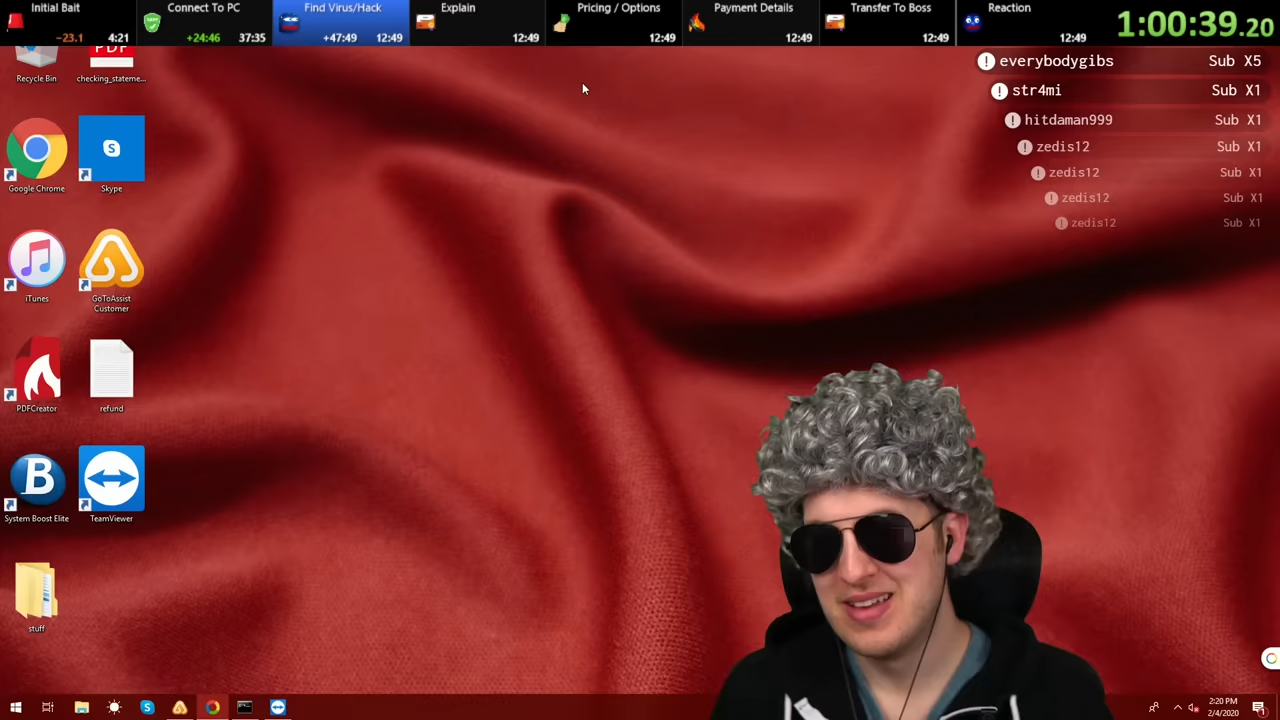 Initial Bait
-23.1 4:21
Connect To PC
+24:46 37:35
Find Virus/Hack
+47:49 12:49
Explain
12:49
Pricing / Options
12:49
Payment Details
12:49
Transfer To Boss
12:49
Reaction
12:49
1:00:39.20
everybodygibs Sub X5
str4mi Sub X1
hitdaman999 Sub X1
zedis12 Sub X1
zedis12 Sub X1
zedis12 Sub X1
zedis12 Sub X1
Recycle Bin
PDF
checking_stateme...
Google Chrome
S
Skype
iTunes
GoToAssist
Customer
PDFCreator
refund
B
System Boost Elite
TeamViewer
stuff
2:20 PM
2/4/2020